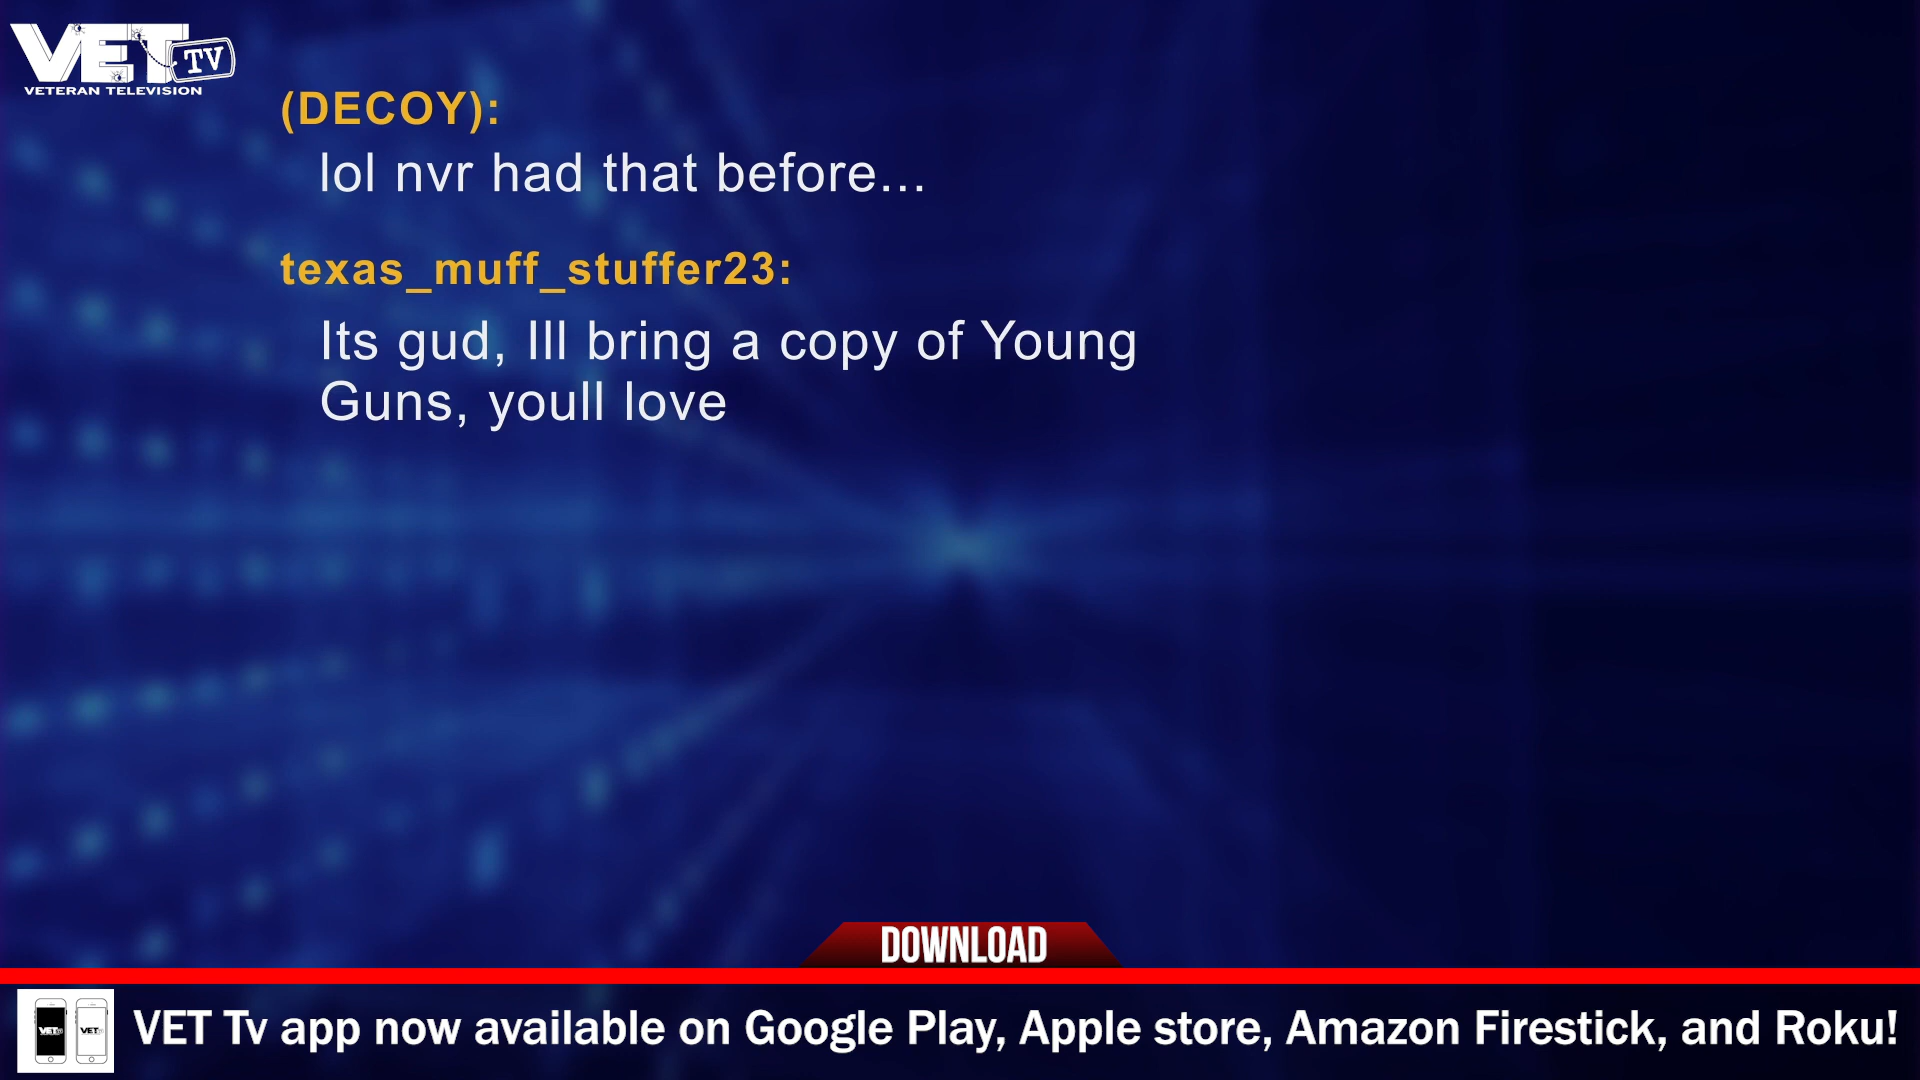 VET TV
VETERAN TELEVISION
(DECOY):
lol nvr had that before...
texas_muff_stuffer23:
Its gud, Ill bring a copy of Young
Guns, youll love
DOWNLOAD
VET Tv app now available on Google Play, Apple store, Amazon Firestick, and Roku!